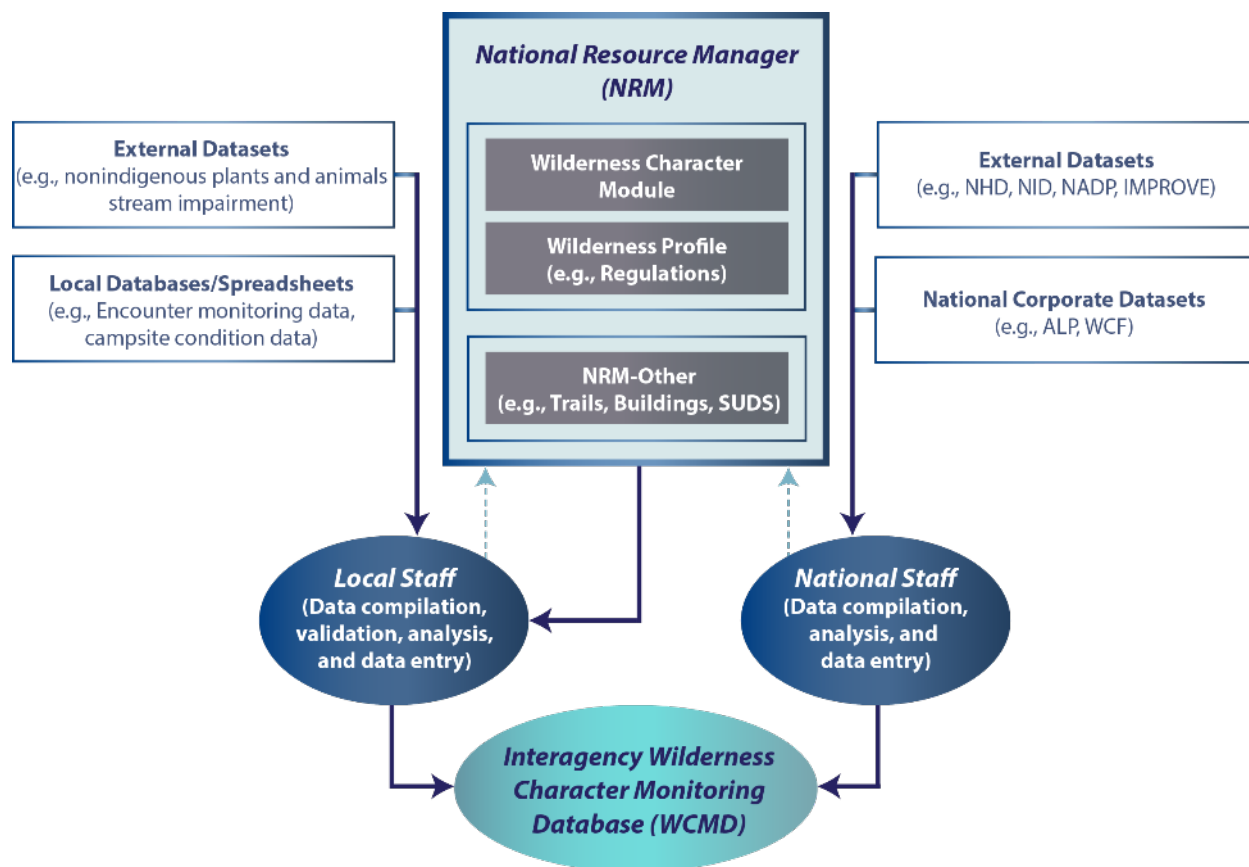 National Resource Manager
(NRM)
External Datasets
(e.g., nonindigenous plants and animals
stream impairment)
Local Databases/Spreadsheets
(e.g., Encounter monitoring data,
campsite condition data)
Wilderness Character
Module
Wilderness Profile
(e.g., Regulations)
NRM-Other
(e.g., Trails, Buildings, SUDS)
External Datasets
(e.g., NHD, NID, NADP, IMPROVE)
National Corporate Datasets
(e.g., ALP, WCF)
Local Staff
(Data compilation,
validation, analysis,
and data entry)
National Staff
(Data compilation,
analysis, and
data entry)
Interagency Wilderness
Character Monitoring
Database (WCMD)